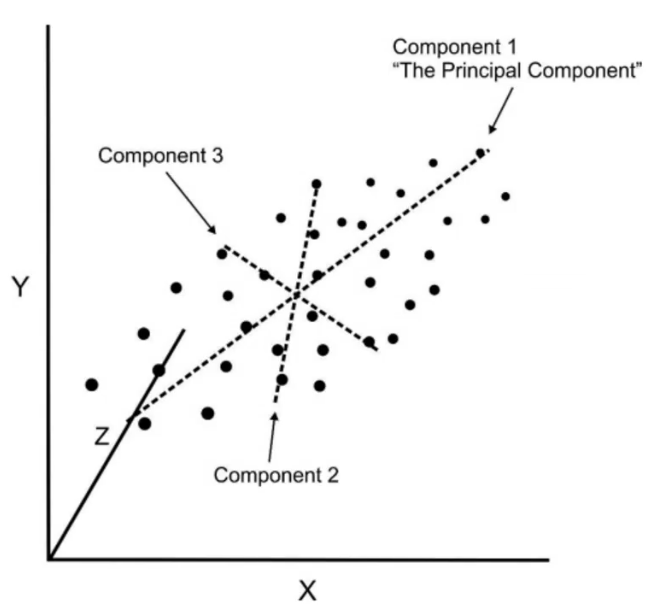 Component 1
“The Principal Component”
Component 3
Y
Z
Component 2
X